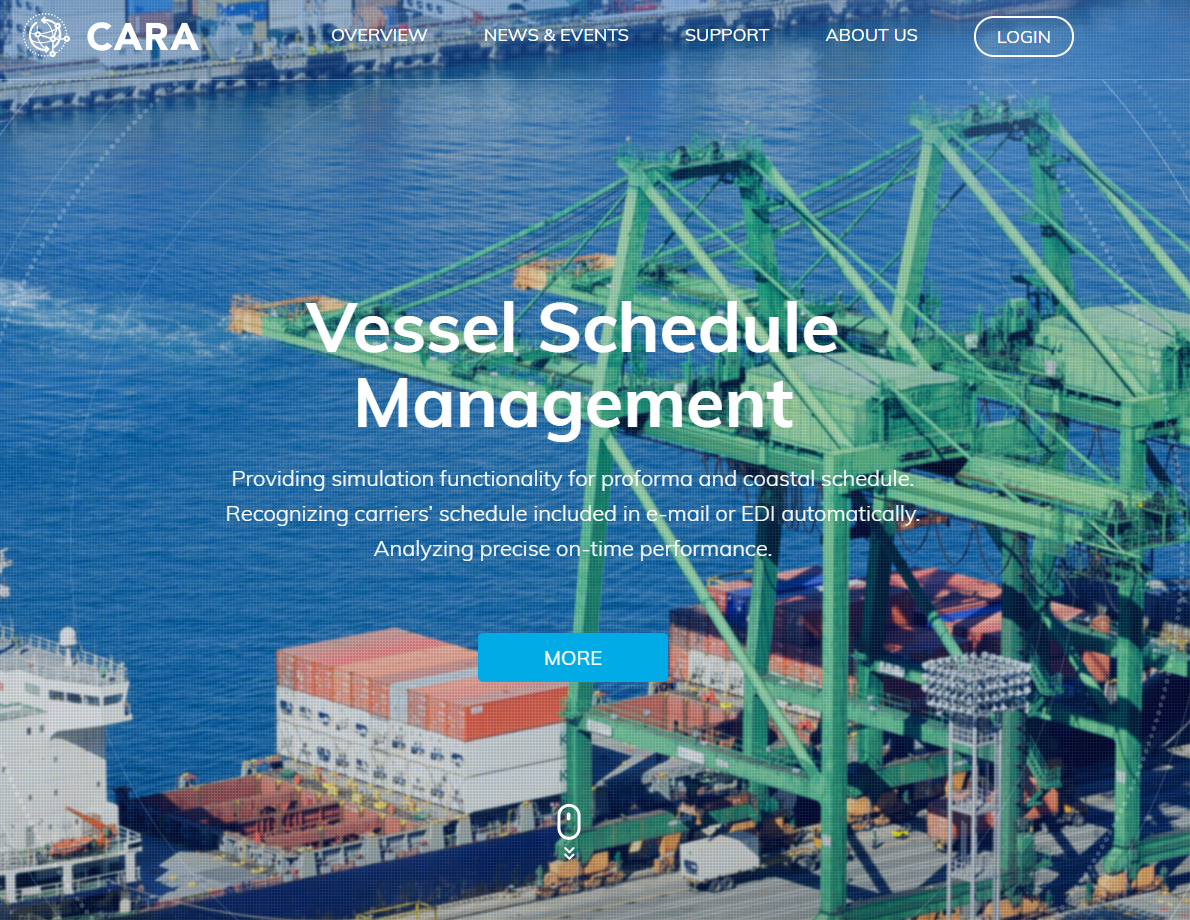 CARA
OVERVIEW
NEWS & EVENTS
SUPPORT
ABOUT US
LOGIN
Vessel Schedule
Management
Providing simulation functionality for proforma and coastal schedule.
Recognizing carriers’ schedule included in e-mail or EDI automatically.
Analyzing precise on-time performance.
MORE